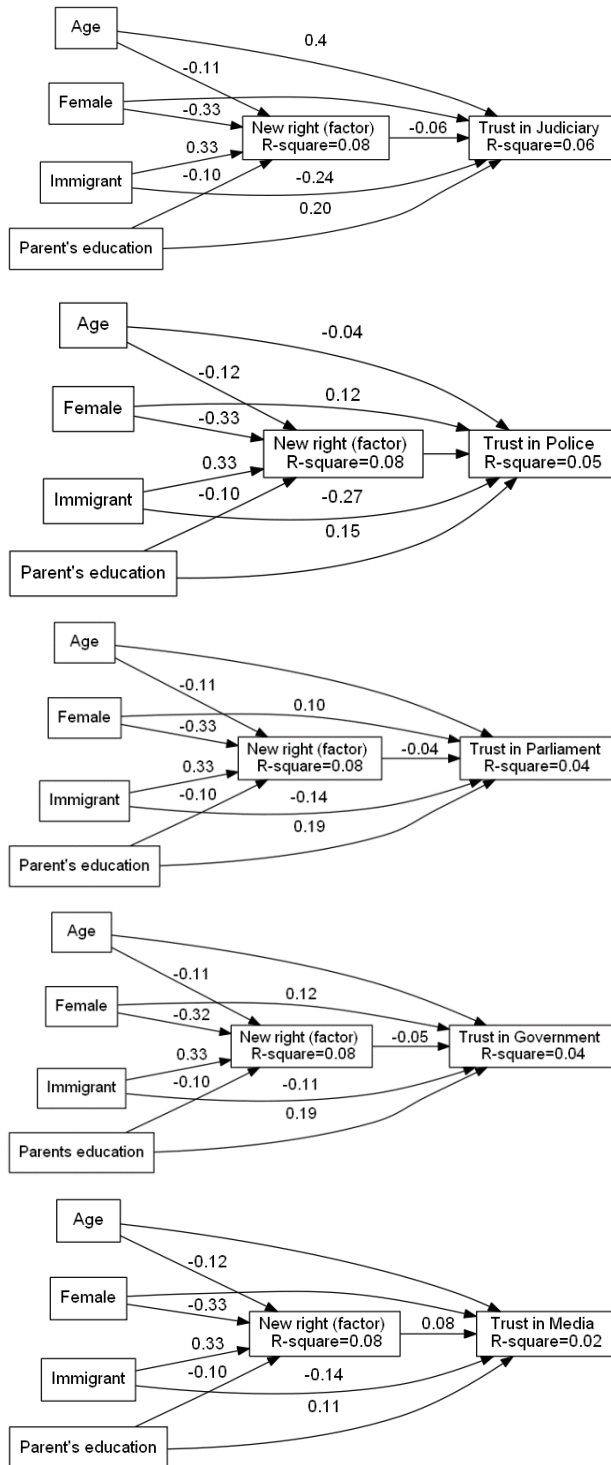 Age
0.4
-0.11
Female
-0.33
New right (factor)
R-square=0.08
-0.06
Trust in Judiciary
R-square=0.06
0.33
Immigrant
-0.10
-0.24
0.20
Parent's education
Age
-0.04
-0.12
Female
0.12
-0.33
New right (factor)
R-square=0.08
Trust in Police
R-square=0.05
0.33
Immigrant
-0.10
-0.27
0.15
Parent's education
Age
-0.11
Female
0.10
-0.33
New right (factor)
R-square=0.08
-0.04
Trust in Parliament
R-square=0.04
0.33
Immigrant
-0.10
-0.14
0.19
Parent's education
Age
-0.11
Female
0.12
-0.32
New right (factor)
R-square=0.08
-0.05
Trust in Government
R-square=0.04
0.33
Immigrant
-0.10
-0.11
0.19
Parents education
Age
-0.12
Female
-0.33
New right (factor)
R-square=0.08
0.08
Trust in Media
R-square=0.02
0.33
Immigrant
-0.10
-0.14
0.11
Parent's education